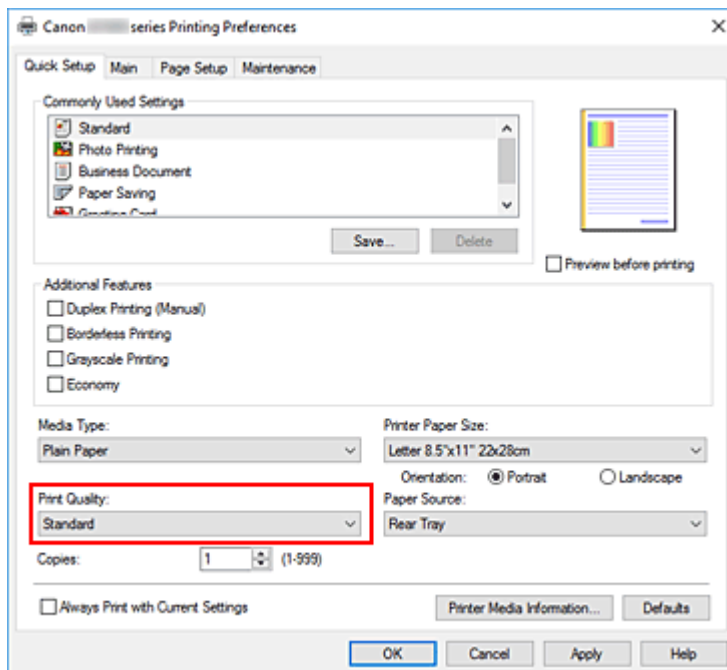 Canon series Printing Preferences
Quick Setup Main Page Setup Maintenance
Commonly Used Settings
Standard
Photo Printing
Business Document
Paper Saving
Greeting Card
Save... Delete
Preview before printing
Additional Features
Duplex Printing (Manual)
Borderless Printing
Grayscale Printing
Economy
Media Type: Printer Paper Size:
Plain Paper Letter 8.5"x11" 22x28cm
Orientation: Portrait Landscape
Print Quality: Paper Source:
Standard Rear Tray
Copies: 1 (1-999)
Always Print with Current Settings Printer Media Information... Defaults
OK Cancel Apply Help